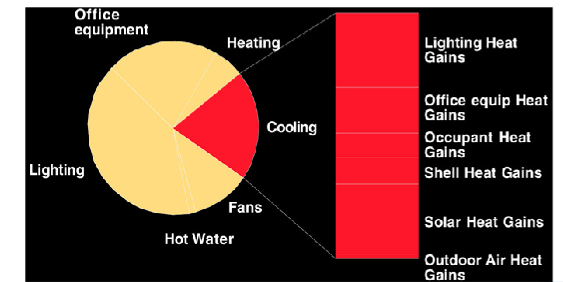 Office
equipment
Heating
Cooling
Lighting
Fans
Hot Water
Lighting Heat
Gains
Office equip Heat
Gains
Occupant Heat
Gains
Shell Heat Gains
Solar Heat Gains
Outdoor Air Heat
Gains